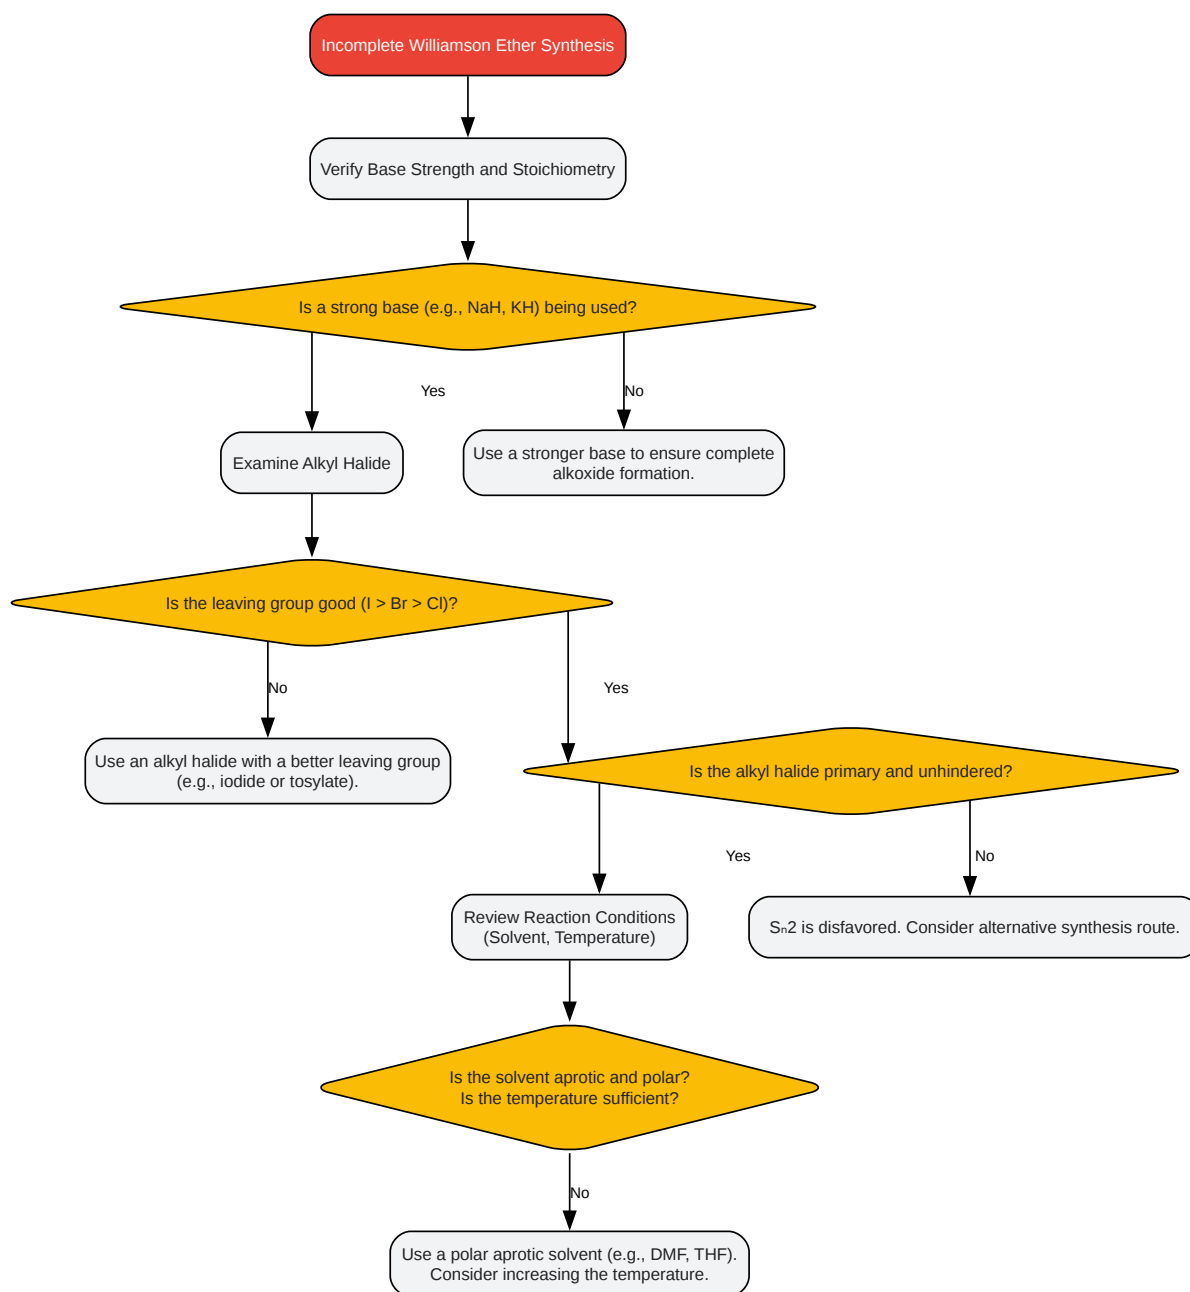 Incomplete Williamson Ether Synthesis
Verify Base Strength and Stoichiometry
Is a strong base (e.g., NaH, KH) being used?
Yes
No
Examine Alkyl Halide
Use a stronger base to ensure complete
alkoxide formation.
Is the leaving group good (I > Br > Cl)?
No
Yes
Use an alkyl halide with a better leaving group
(e.g., iodide or tosylate).
Is the alkyl halide primary and unhindered?
Yes
No
Review Reaction Conditions
(Solvent, Temperature)
Sₙ2 is disfavored. Consider alternative synthesis route.
Is the solvent aprotic and polar?
Is the temperature sufficient?
No
Use a polar aprotic solvent (e.g., DMF, THF).
Consider increasing the temperature.